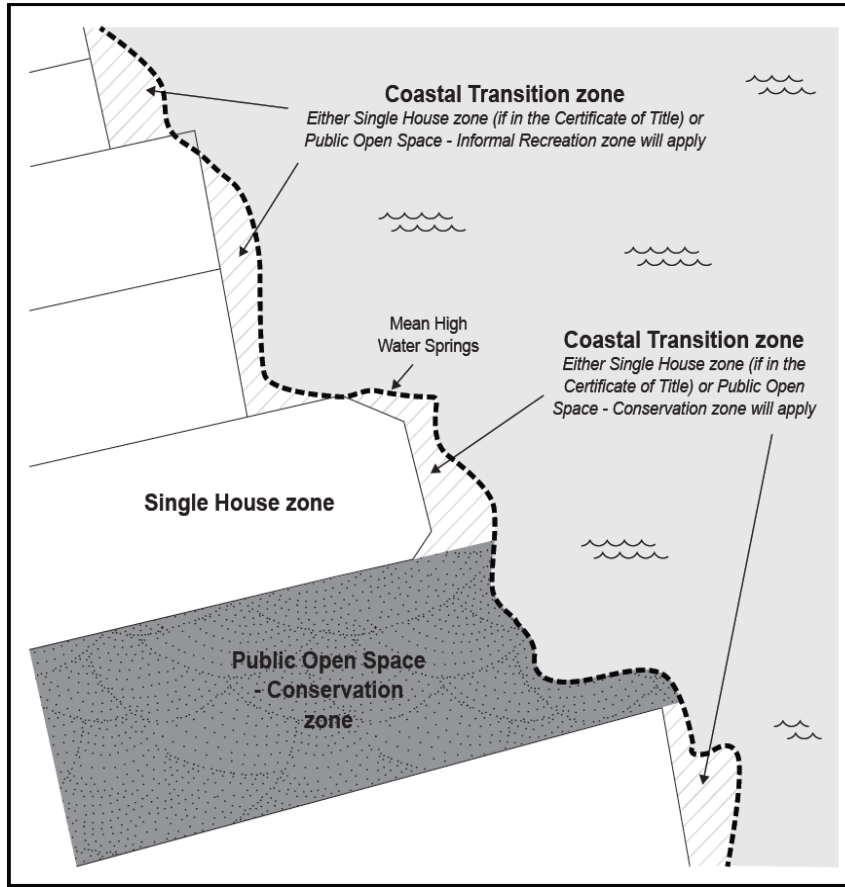 Coastal Transition zone
Either Single House zone (if in the Certificate of Title) or
Public Open Space - Informal Recreation zone will apply
Mean High
Water Springs
Coastal Transition zone
Either Single House zone (if in the
Certificate of Title) or Public Open
Space - Conservation zone will apply
Single House zone
Public Open Space
- Conservation
zone